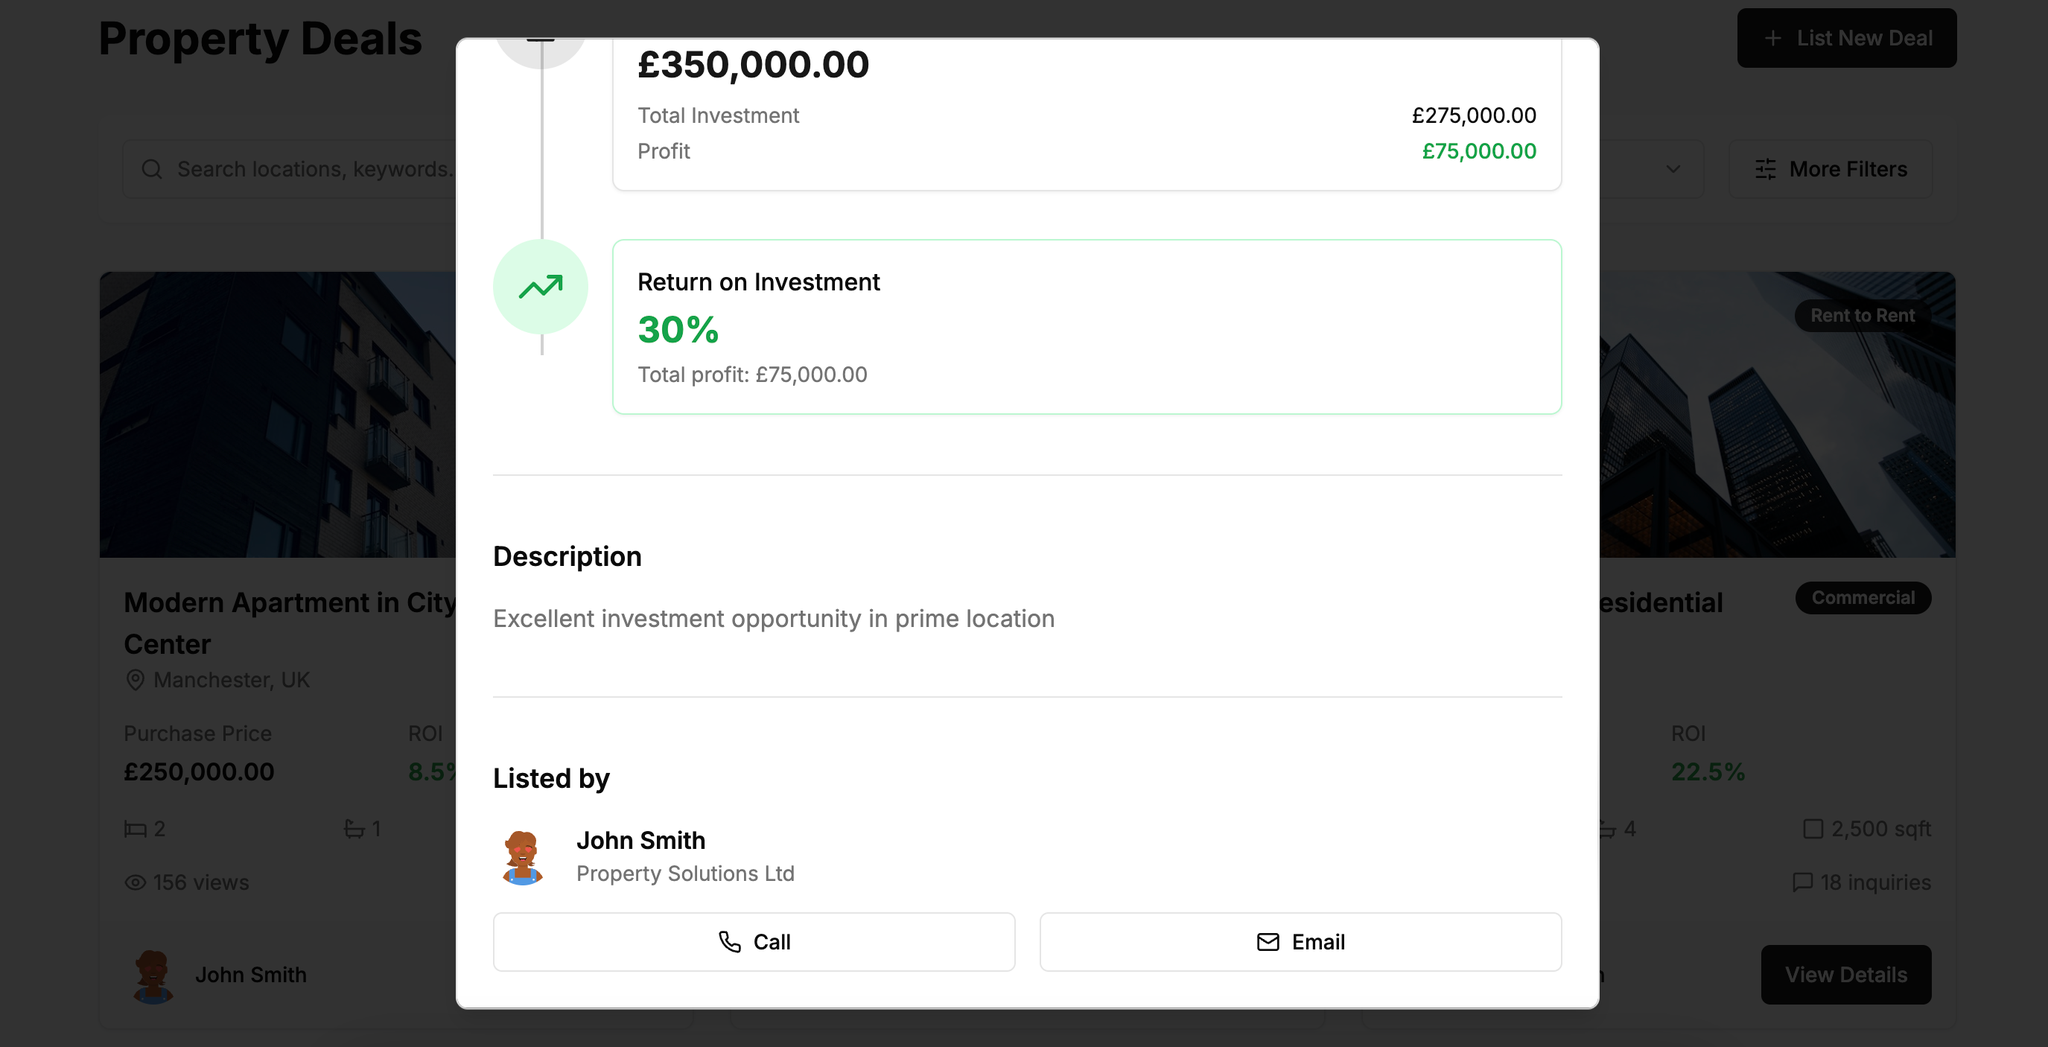 Property Deals
+ List New Deal
Search locations, keywords.
More Filters
£350,000.00
Total Investment £275,000.00
Profit £75,000.00
Return on Investment
30%
Total profit: £75,000.00
Description
Excellent investment opportunity in prime location
Listed by
John Smith
Property Solutions Ltd
Call
Email
Modern Apartment in City
Center
Manchester, UK
Purchase Price ROI
£250,000.00 8.5%
2 1
156 views
John Smith
Rent to Rent
esidential
Commercial
ROI
22.5%
4 2,500 sqft
18 inquiries
View Details